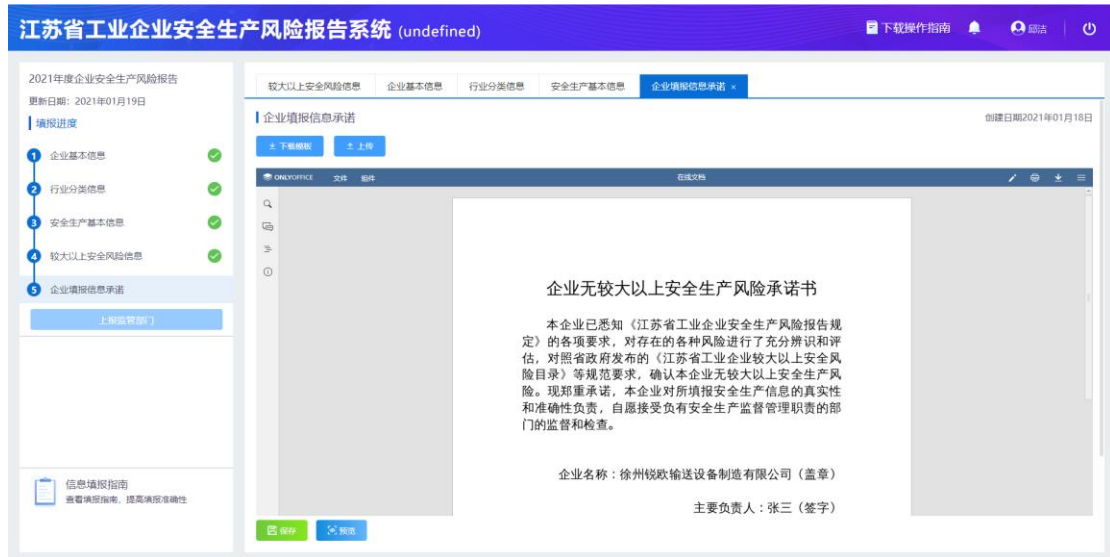 江苏省工业企业安全生产风险报告系统 (undefined)
下载操作指南
邱洁
2021年度企业安全生产风险报告
更新日期：2021年01月19日
填报进度
1 企业基本信息
2 行业分类信息
3 安全生产基本信息
4 较大以上安全风险信息
5 企业填报信息承诺
上报监管部门
信息填报指南
查看填报指南，提高填报准确性
较大以上安全风险信息 企业基本信息 行业分类信息 安全生产基本信息 企业填报信息承诺 ×
企业填报信息承诺
创建日期2021年01月18日
下载模板 上传
ONLYOFFICE 文件 插件 在线文档
企业无较大以上安全生产风险承诺书
本企业已悉知《江苏省工业企业安全生产风险报告规
定》的各项要求，对存在的各种风险进行了充分辨识和评
估，对照省政府发布的《江苏省工业企业较大以上安全风
险目录》等规范要求，确认本企业无较大以上安全生产风
险。现郑重承诺，本企业对所填报安全生产信息的真实性
和准确性负责，自愿接受负有安全生产监督管理职责的部
门的监督和检查。
企业名称：徐州锐欧输送设备制造有限公司（盖章）
主要负责人：张三（签字）
保存 预览